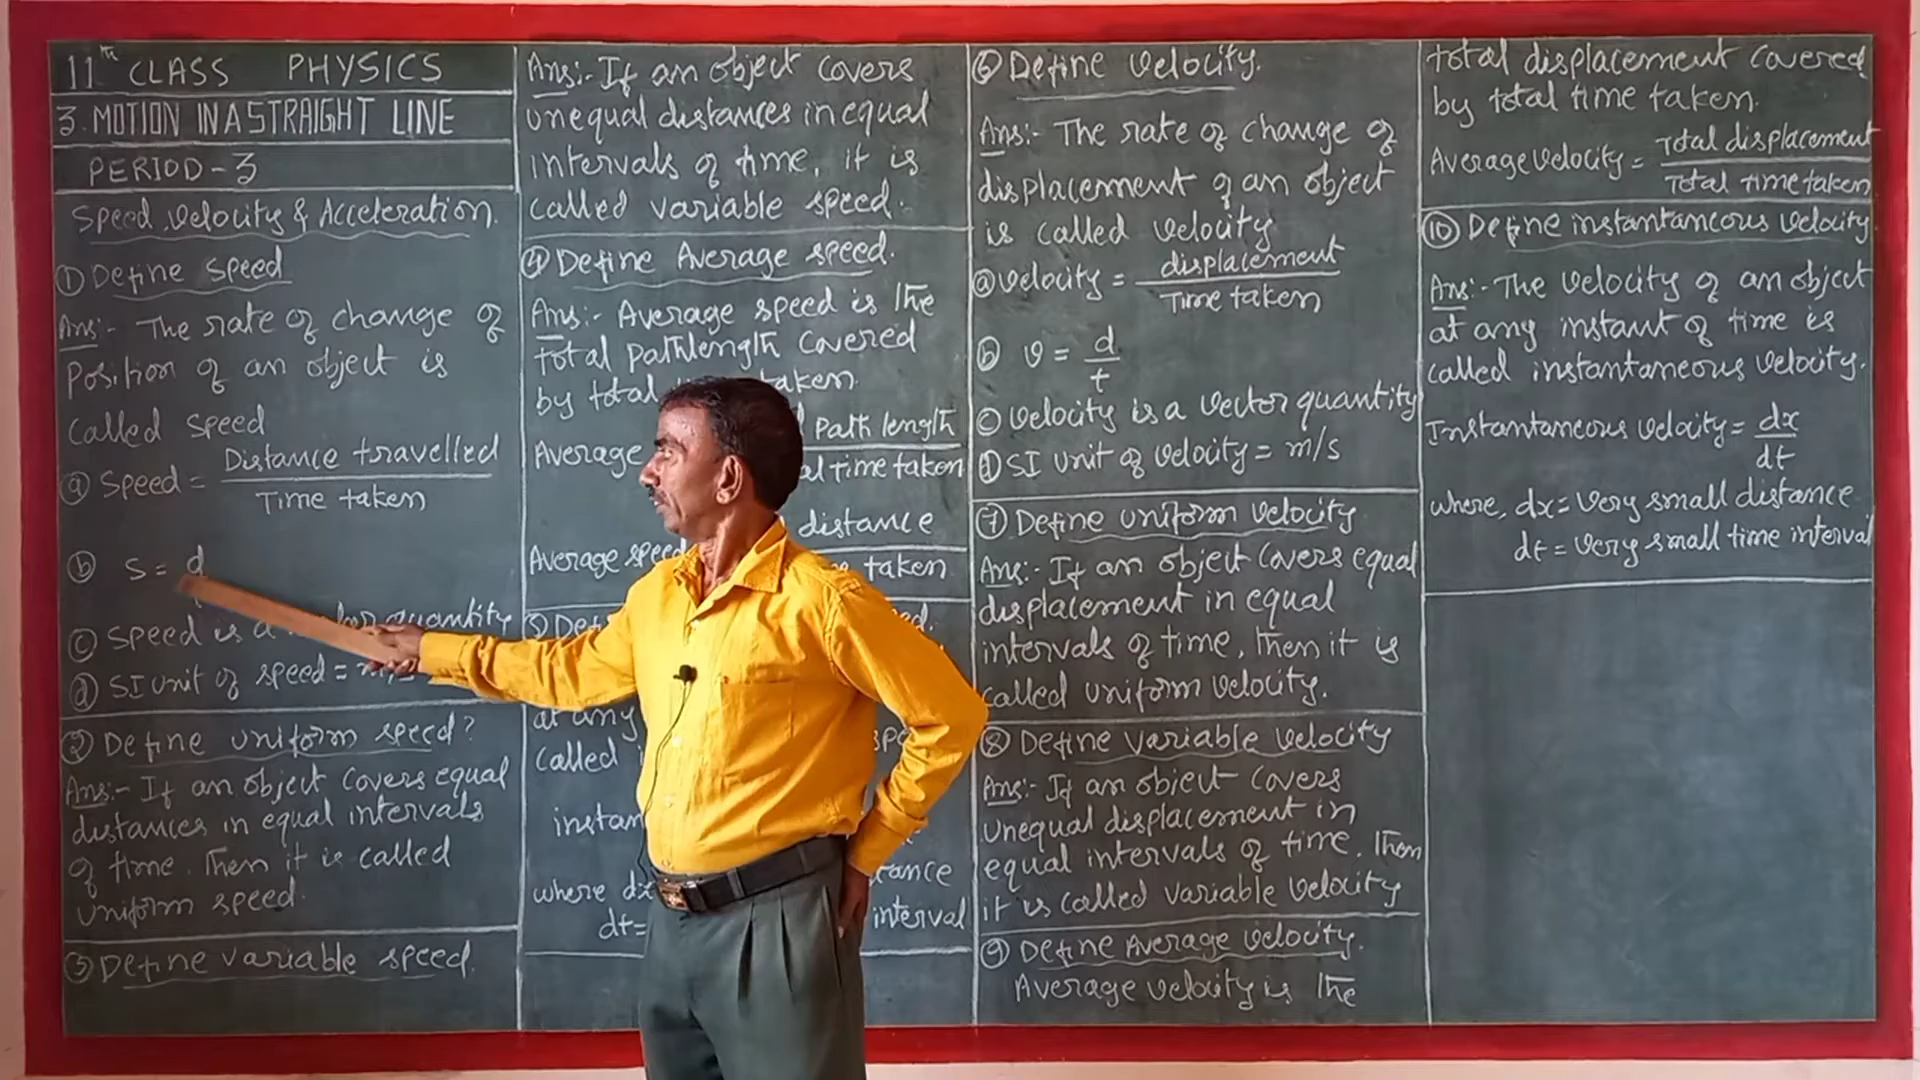 11th CLASS PHYSICS
3. MOTION IN A STRAIGHT LINE
PERIOD - 3
Speed, velocity & Acceleration.
① Define Speed
Ans:- The rate of change of
Position of an object is
called speed
ⓐ Speed = Distance travelled
Time taken
ⓑ S = d
ⓒ Speed is a quantity
ⓓ SI Unit of speed =
② Define uniform speed?
Ans:- If an object covers equal
distances in equal intervals
of time. Then it is called
uniform speed.
③ Define variable speed.
Ans:- If an object covers
unequal distances in equal
intervals of time, it is
called variable speed.
④ Define Average speed.
Ans:- Average speed is the
total pathlength covered
by total taken.
Path length
Average
time taken
distance
Average speed
taken
⑤
at any
called
where
dt= interval
⑥ Define velocity.
Ans:- The rate of change of
displacement of an object
is called velocity
ⓐ velocity = displacement
Time taken
ⓑ v = d
t
ⓒ velocity is a vector quantity
ⓓ SI Unit of velocity = m/s
⑦ Define uniform velocity
Ans:- If an object covers equal
displacement in equal
intervals of time, then it is
called uniform velocity.
⑧ Define variable velocity
Ans:- If an object covers
unequal displacement in
equal intervals of time. Then
it is called variable velocity
⑨ Define Average velocity.
Average velocity is the
total displacement covered
by total time taken.
Average velocity = Total displacement
Total time taken
⑩ Define instantaneous velocity
Ans:- The velocity of an object
at any instant of time is
called instantaneous velocity.
Instantaneous velocity = dx
dt
where, dx = very small distance
dt = very small time interval